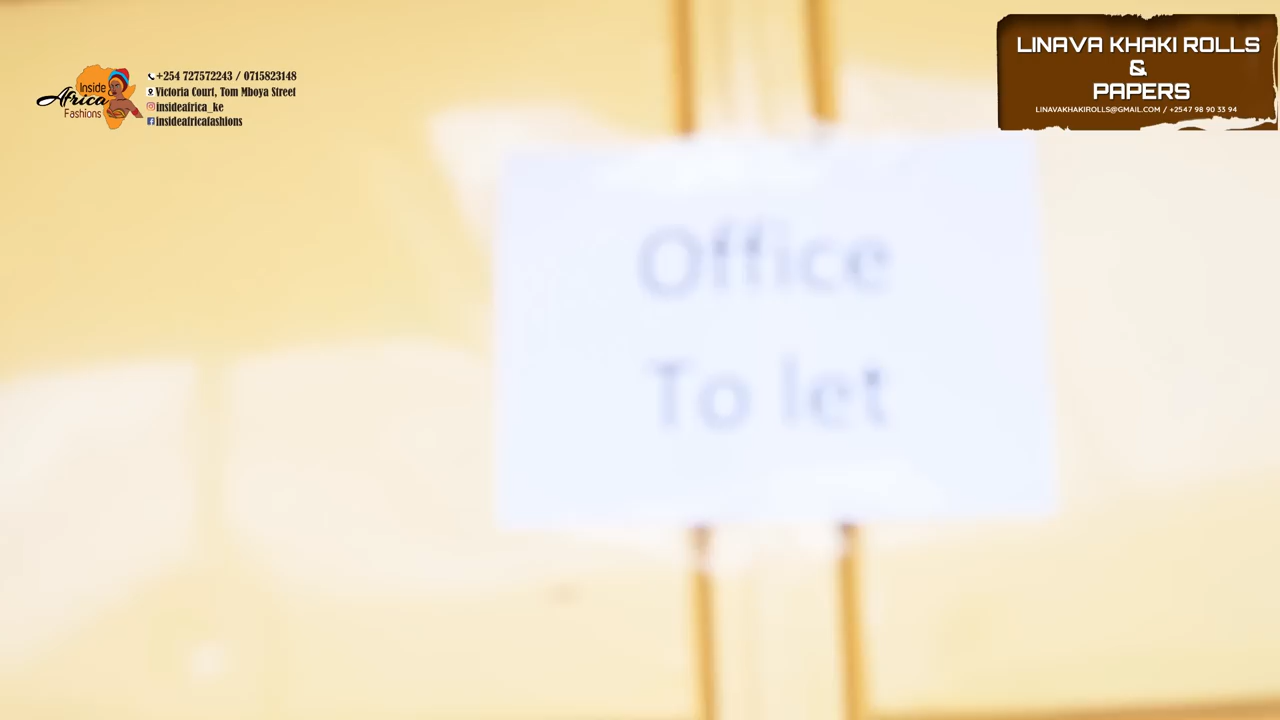 Inside
Africa
Fashions
+254 727572243 / 0715823148
Victoria Court, Tom Mboya Street
insideafrica_ke
insideafricafashions
LINAVA KHAKI ROLLS
&
PAPERS
LINAVAKHAKIROLLS@GMAIL.COM / +2547 98 90 33 94
Office
To let